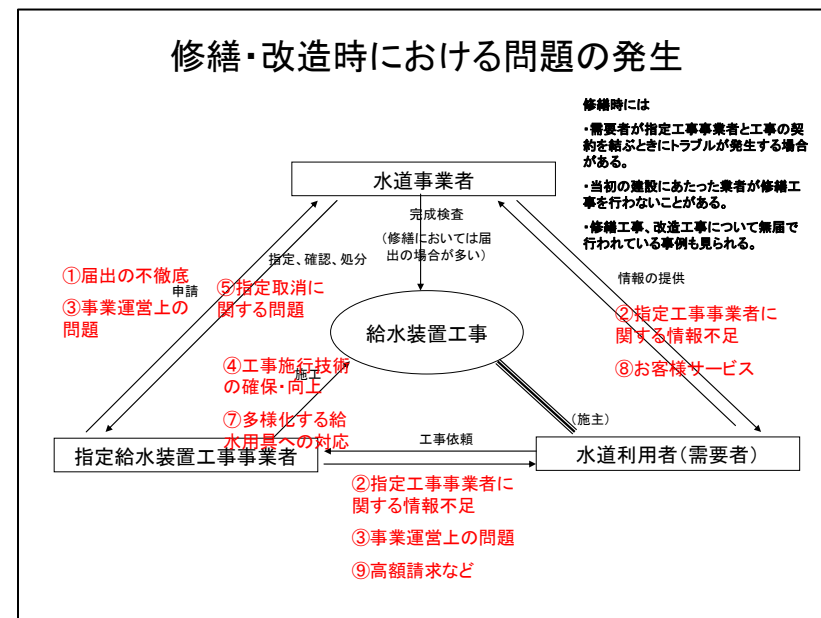 修繕・改造時における問題の発生
修繕時には
・需要者が指定工事事業者と工事の契
約を結ぶときにトラブルが発生する場合
がある。
・当初の建設にあたった業者が修繕工
事を行わないことがある。
・修繕工事、改造工事について無届で
行われている事例も見られる。
水道事業者
完成検査
（修繕においては届
出の場合が多い）
指定、確認、処分
①届出の不徹底
申請
③事業運営上の
問題
⑤指定取消に
関する問題
情報の提供
②指定工事事業者に
関する情報不足
⑧お客様サービス
給水装置工事
④工事施行技術
の確保・向上
施工
⑦多様化する給
水用具への対応
（施主）
指定給水装置工事事業者
工事依頼
水道利用者（需要者）
②指定工事事業者に
関する情報不足
③事業運営上の問題
⑨高額請求など